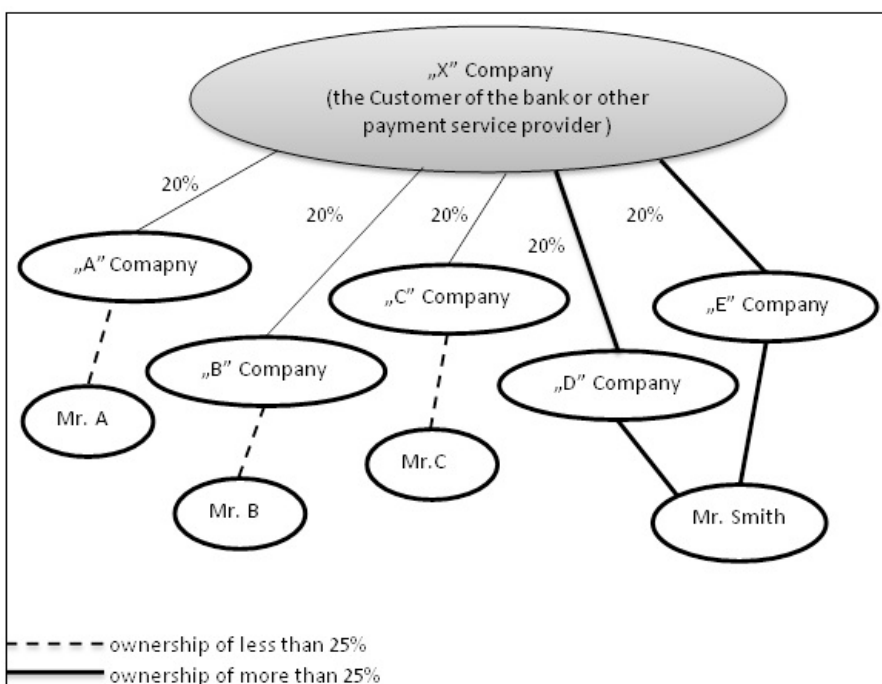 „X” Company
(the Customer of the bank or other
payment service provider )
20%
20%
20%
20%
20%
„A” Comapny
„C” Company
„E” Company
„B” Company
„D” Company
Mr. A
Mr.C
Mr. B
Mr. Smith
ownership of less than 25%
ownership of more than 25%